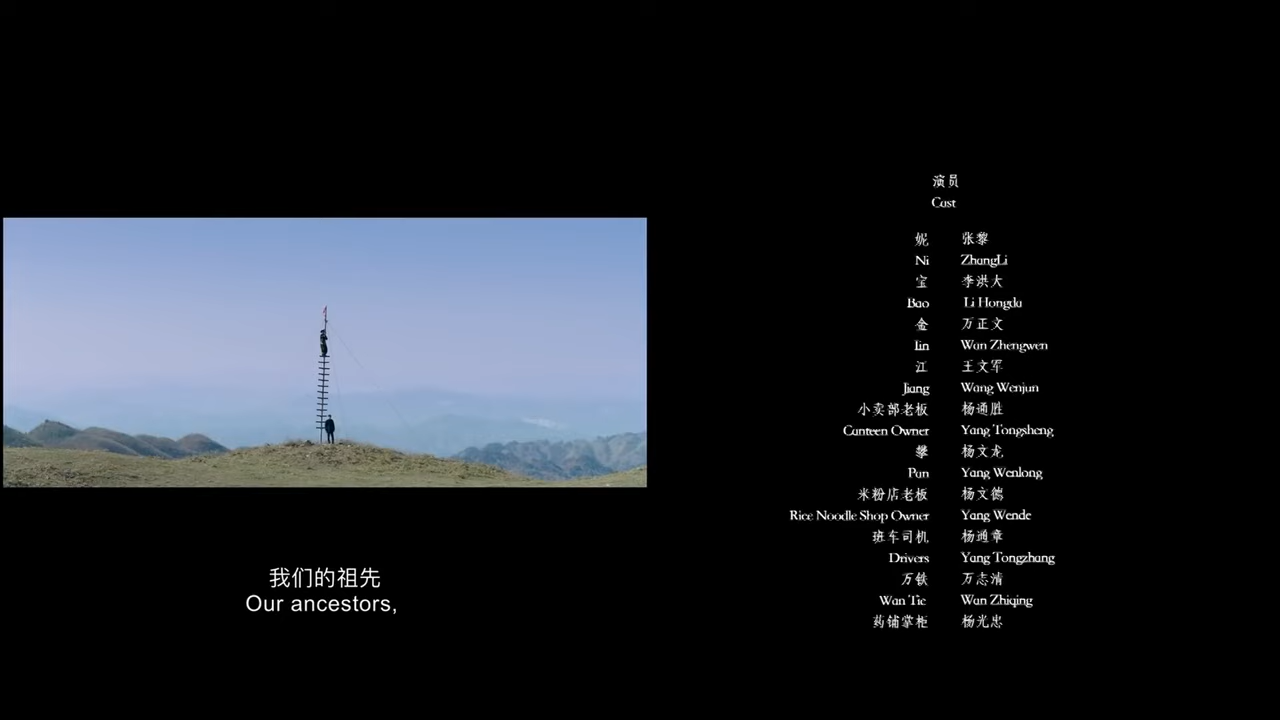 演员
Cast
妮 张黎
Ni ZhangLi
宝 李洪大
Bao Li Hongda
金 万正文
Jin Wan Zhengwen
江 王文军
Jiang Wang Wenjun
小卖部老板 杨通胜
Canteen Owner Yang Tongsheng
攀 杨文龙
Pan Yang Wenlong
米粉店老板 杨文德
Rice Noodle Shop Owner Yang Wende
班车司机 杨通章
Drivers Yang Tongzhang
万铁 万志清
Wan Tie Wan Zhiqing
药铺掌柜 杨光忠
我们的祖先
Our ancestors,